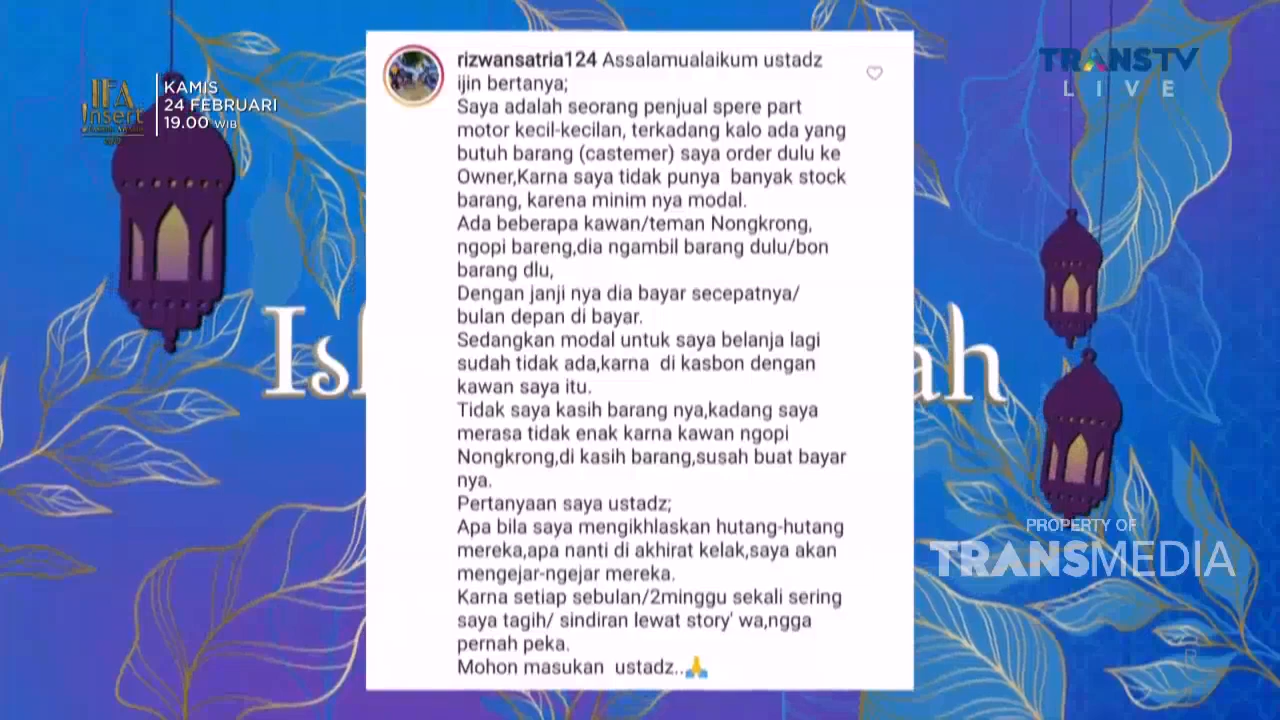 IFA
Insert
KAMIS
24 FEBRUARI
19.00 WIB
TRANSTV
LIVE
rizwansatria124 Assalamualaikum ustadz
ijin bertanya;
Saya adalah seorang penjual spere part
motor kecil-kecilan, terkadang kalo ada yang
butuh barang (castemer) saya order dulu ke
Owner,Karna saya tidak punya banyak stock
barang, karena minim nya modal.
Ada beberapa kawan/teman Nongkrong,
ngopi bareng,dia ngambil barang dulu/bon
barang dlu,
Dengan janji nya dia bayar secepatnya/
bulan depan di bayar.
Sedangkan modal untuk saya belanja lagi
sudah tidak ada,karna di kasbon dengan
kawan saya itu.
Tidak saya kasih barang nya,kadang saya
merasa tidak enak karna kawan ngopi
Nongkrong,di kasih barang,susah buat bayar
nya.
Pertanyaan saya ustadz;
Apa bila saya mengikhlaskan hutang-hutang
mereka,apa nanti di akhirat kelak,saya akan
mengejar-ngejar mereka.
Karna setiap sebulan/2minggu sekali sering
saya tagih/ sindiran lewat story' wa,ngga
pernah peka.
Mohon masukan ustadz..🙏
Isl
ah
PROPERTY OF
TRANSMEDIA